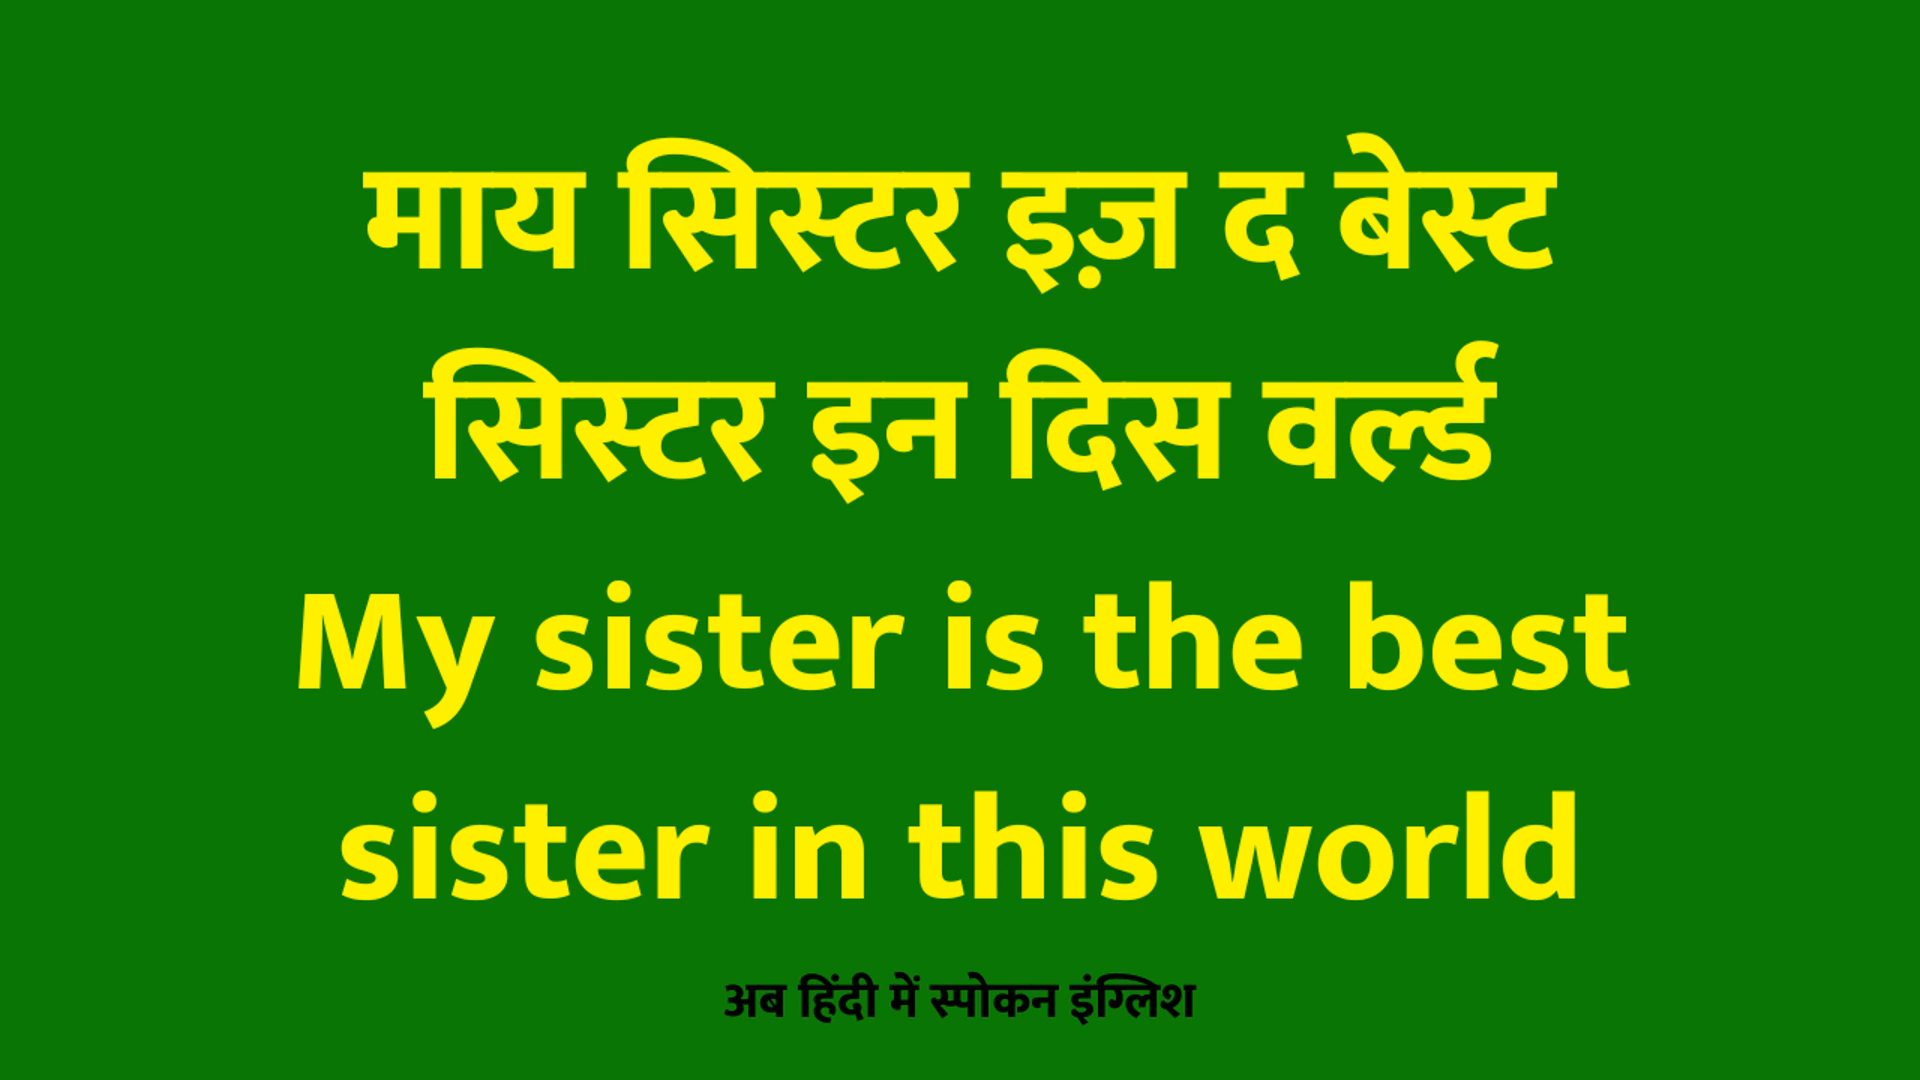 माय सिस्टर इज़ द बेस्ट
सिस्टर इन दिस वर्ल्ड
My sister is the best
sister in this world
अब हिंदी में स्पोकन इंग्लिश